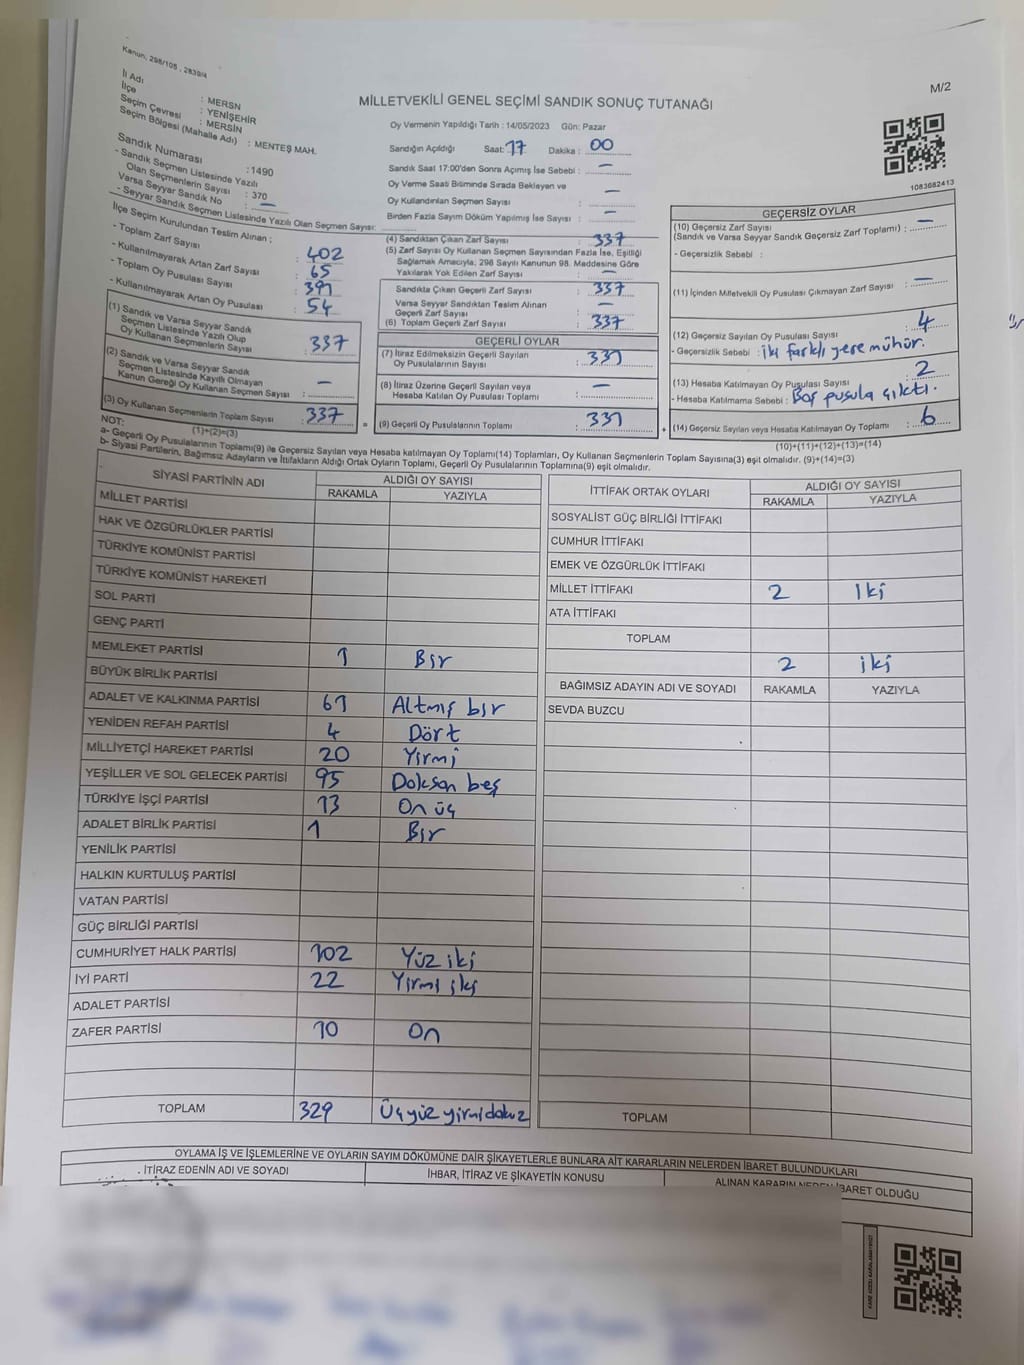 Kanun, 298/105 , 2839/4
M/2
İl Adı : MERSN
İlçe : YENİŞEHİR
Seçim Çevresi : MERSİN
Seçim Bölgesi (Mahalle Adı) : MENTEŞ MAH.
Sandık Numarası : 1490
- Sandık Seçmen Listesinde Yazılı
Olan Seçmenlerin Sayısı : 370
Varsa Seyyar Sandık No : —
- Seyyar Sandık Seçmen Listesinde Yazılı Olan Seçmen Sayısı:
İlçe Seçim Kurulundan Teslim Alınan ;
- Toplam Zarf Sayısı : 402
- Kullanılmayarak Artan Zarf Sayısı : 65
- Toplam Oy Pusulası Sayısı : 391
- Kullanılmayarak Artan Oy Pusulası : 54
(1) Sandık ve Varsa Seyyar Sandık
Seçmen Listesinde Yazılı Olup
Oy Kullanan Seçmenlerin Sayısı : 337
(2) Sandık ve Varsa Seyyar Sandık
Seçmen Listesinde Kayıtlı Olmayan
Kanun Gereği Oy Kullanan Seçmen Sayısı : —
(3) Oy Kullanan Seçmenlerin Toplam Sayısı : 337
(1)+(2)=(3)
MİLLETVEKİLİ GENEL SEÇİMİ SANDIK SONUÇ TUTANAĞI
Oy Vermenin Yapıldığı Tarih : 14/05/2023 Gün: Pazar
Sandığın Açıldığı Saat: 17 Dakika : 00
Sandık Saat 17:00'den Sonra Açımış İse Sebebi : —
Oy Verme Saati Bitiminde Sırada Bekleyen ve
Oy Kullandırılan Seçmen Sayısı : —
Birden Fazla Sayım Döküm Yapılmış İse Sayısı : —
(4) Sandıktan Çıkan Zarf Sayısı : 337
(5) Zarf Sayısı Oy Kullanan Seçmen Sayısından Fazla İse, Eşitliği
Sağlamak Amacıyla, 298 Sayılı Kanunun 98. Maddesine Göre
Yakılarak Yok Edilen Zarf Sayısı : —
Sandıkta Çıkan Geçerli Zarf Sayısı : 337
Varsa Seyyar Sandıktan Teslim Alınan
Geçerli Zarf Sayısı : —
(6) Toplam Geçerli Zarf Sayısı : 337
GEÇERLİ OYLAR
(7) İtiraz Edilmeksizin Geçerli Sayılan
Oy Pusulalarının Sayısı : 331
(8) İtiraz Üzerine Geçerli Sayılan veya
Hesaba Katılan Oy Pusulası Toplamı : —
= (9) Geçerli Oy Pusulalarının Toplamı : 331
1083682413
GEÇERSİZ OYLAR
(10) Geçersiz Zarf Sayısı
(Sandık ve Varsa Seyyar Sandık Geçersiz Zarf Toplamı) : —
- Geçersizlik Sebebi :
(11) İçinden Milletvekili Oy Pusulası Çıkmayan Zarf Sayısı : —
(12) Geçersiz Sayılan Oy Pusulası Sayısı : 4
- Geçersizlik Sebebi : iki farklı yere mühür.
(13) Hesaba Katılmayan Oy Pusulası Sayısı : 2
- Hesaba Katılmama Sebebi : Boş pusula çıktı.
+ (14) Geçersiz Sayılan veya Hesaba Katılmayan Oy Toplamı : 6
(10)+(11)+(12)+(13)=(14)
NOT:
a- Geçerli Oy Pusulalarının Toplamı(9) ile Geçersiz Sayılan veya Hesaba Katılmayan Oy Toplamı(14) Toplamları, Oy Kullanan Seçmenlerin Toplam Sayısına(3) eşit olmalıdır. (9)+(14)=(3)
b- Siyasi Partilerin, Bağımsız Adayların ve İttifakların Aldığı Ortak Oyların Toplamı, Geçerli Oy Pusulalarının Toplamına(9) eşit olmalıdır.
SİYASİ PARTİNİN ADI ALDIĞI OY SAYISI
RAKAMLA YAZIYLA
MİLLET PARTİSİ
HAK VE ÖZGÜRLÜKLER PARTİSİ
TÜRKİYE KOMÜNİST PARTİSİ
TÜRKİYE KOMÜNİST HAREKETİ
SOL PARTİ
GENÇ PARTİ
MEMLEKET PARTİSİ 1 Bir
BÜYÜK BİRLİK PARTİSİ
ADALET VE KALKINMA PARTİSİ 61 Altmış bir
YENİDEN REFAH PARTİSİ 4 Dört
MİLLİYETÇİ HAREKET PARTİSİ 20 Yirmi
YEŞİLLER VE SOL GELECEK PARTİSİ 95 Doksan beş
TÜRKİYE İŞÇİ PARTİSİ 13 On üç
ADALET BİRLİK PARTİSİ 1 Bir
YENİLİK PARTİSİ
HALKIN KURTULUŞ PARTİSİ
VATAN PARTİSİ
GÜÇ BİRLİĞİ PARTİSİ
CUMHURİYET HALK PARTİSİ 102 Yüz iki
İYİ PARTİ 22 Yirmi iki
ADALET PARTİSİ
ZAFER PARTİSİ 10 On
TOPLAM 329 Üçyüz yirmidokuz
İTTİFAK ORTAK OYLARI ALDIĞI OY SAYISI
RAKAMLA YAZIYLA
SOSYALİST GÜÇ BİRLİĞİ İTTİFAKI
CUMHUR İTTİFAKI
EMEK VE ÖZGÜRLÜK İTTİFAKI
MİLLET İTTİFAKI 2 Iki
ATA İTTİFAKI
TOPLAM
2 iki
BAĞIMSIZ ADAYIN ADI VE SOYADI RAKAMLA YAZIYLA
SEVDA BUZCU
TOPLAM
OYLAMA İŞ VE İŞLEMLERİNE VE OYLARIN SAYIM DÖKÜMÜNE DAİR ŞİKAYETLERLE BUNLARA AİT KARARLARIN NELERDEN İBARET BULUNDUKLARI
İTİRAZ EDENİN ADI VE SOYADI İHBAR, İTİRAZ VE ŞİKAYETİN KONUSU ALINAN KARARIN NEDEN İBARET OLDUĞU